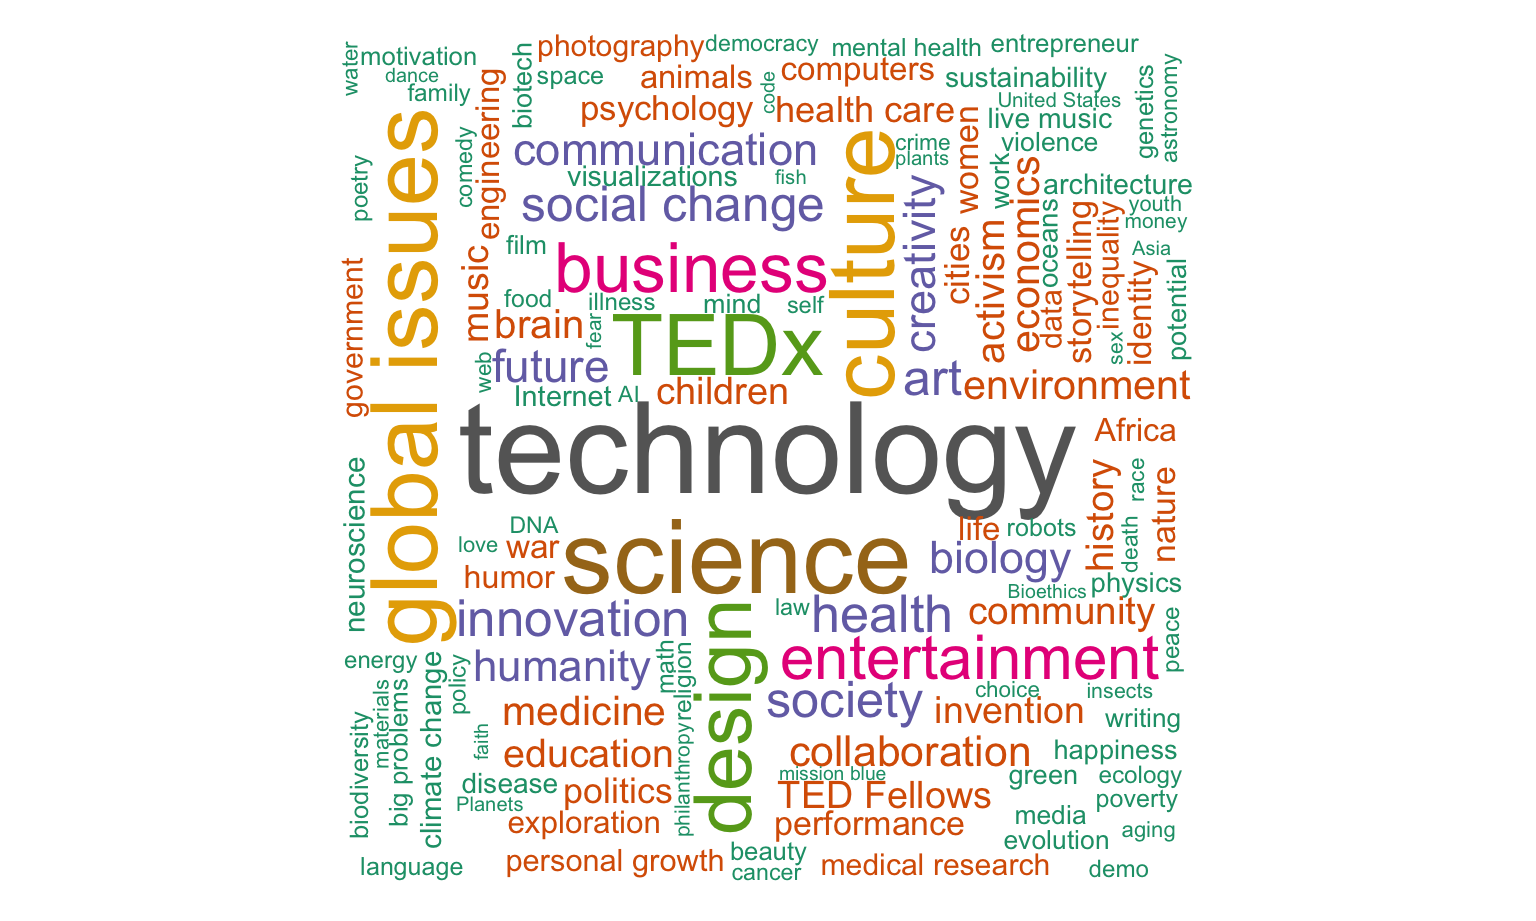 water
motivation
dance
family
biotech
photography
democracy
mental health
entrepreneur
space
animals
code
computers
sustainability
engineering
psychology
health care
United States
live music
genetics
astronomy
global issues
comedy
communication
culture
crime
plants
women
violence
poetry
visualizations
fish
work
economics
architecture
social change
creativity
youth
money
oceans
storytelling
inequality
film
music
business
cities
activism
Asia
government
food
illness
mind
self
data
identity
potential
brain
fear
TEDx
sex
web
future
Internet
AI
children
art
environment
technology
Africa
neuroscience
history
race
nature
DNA
love
war
science
life
robots
death
humor
biology
physics
Bioethics
innovation
design
law
health
community
peace
energy
policy
humanity
math
religion
entertainment
climate change
materials
big problems
society
choice
insects
medicine
invention
writing
biodiversity
faith
education
philanthropy
collaboration
happiness
disease
politics
mission blue
green
ecology
Planets
TED Fellows
poverty
exploration
performance
media
evolution
aging
language
personal growth
beauty
cancer
medical research
demo